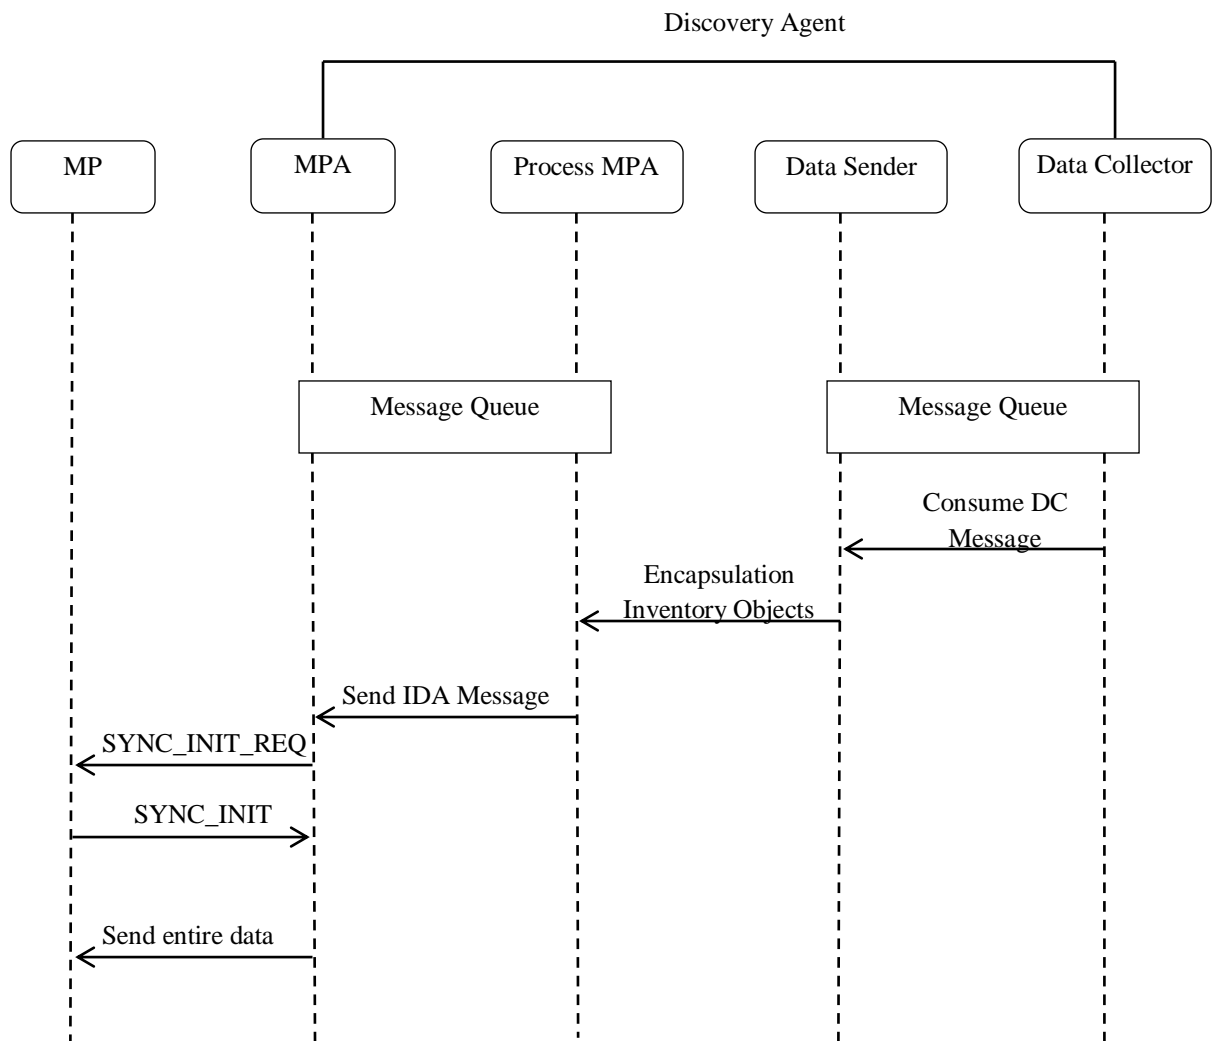 Discovery Agent
MP
MPA
Process MPA
Data Sender
Data Collector
Message Queue
Message Queue
Consume DC
Message
Encapsulation
Inventory Objects
Send IDA Message
SYNC_INIT_REQ
SYNC_INIT
Send entire data